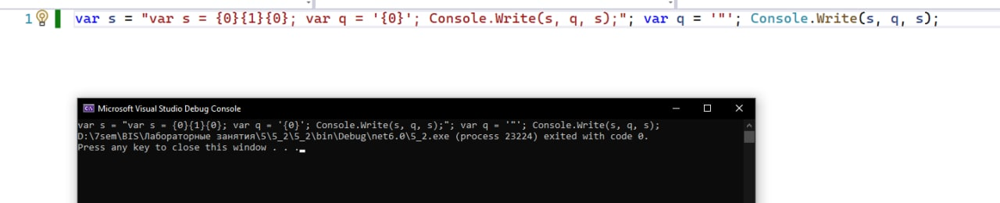 1 var s = "var s = {0}{1}{0}; var q = '{0}'; Console.Write(s, q, s);"; var q = '"'; Console.Write(s, q, s);
Microsoft Visual Studio Debug Console
var s = "var s = {0}{1}{0}; var q = '{0}'; Console.Write(s, q, s);"; var q = '"'; Console.Write(s, q, s);
D:\7sem\BIS\Лабораторные занятия\5\5_2\5_2\bin\Debug\net6.0\5_2.exe (process 23224) exited with code 0.
Press any key to close this window . . .